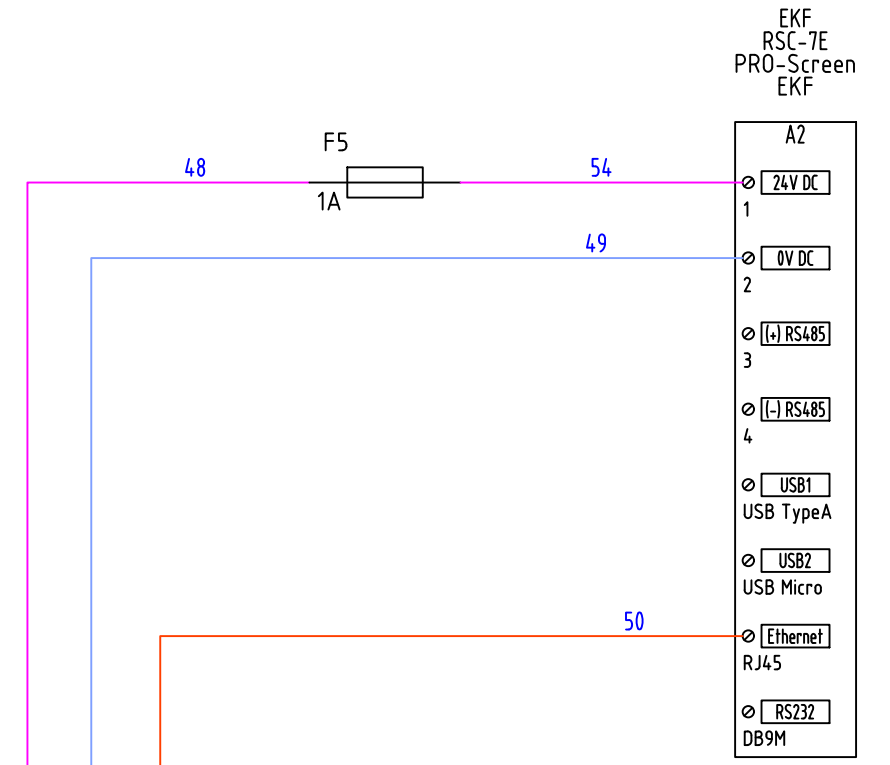 EKF
RSC-7E
PRO-Screen
EKF
A2
F5
48
54
24V DC
1A
1
49
0V DC
2
(+) RS485
3
(-) RS485
4
USB1
USB TypeA
USB2
USB Micro
50
Ethernet
RJ45
RS232
DB9M